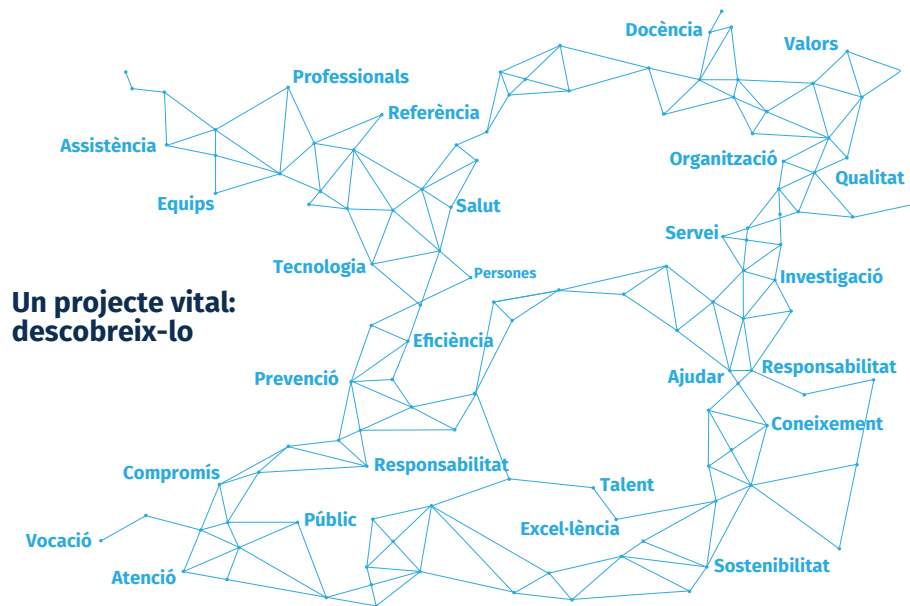 Docència
Valors
Professionals
Referència
Assistència
Organització
Qualitat
Equips
Salut
Servei
Tecnologia
Persones
Investigació
Un projecte vital:
descobreix-lo
Eficiència
Prevenció
Ajudar
Responsabilitat
Coneixement
Compromís
Responsabilitat
Talent
Públic
Excel·lència
Vocació
Atenció
Sostenibilitat